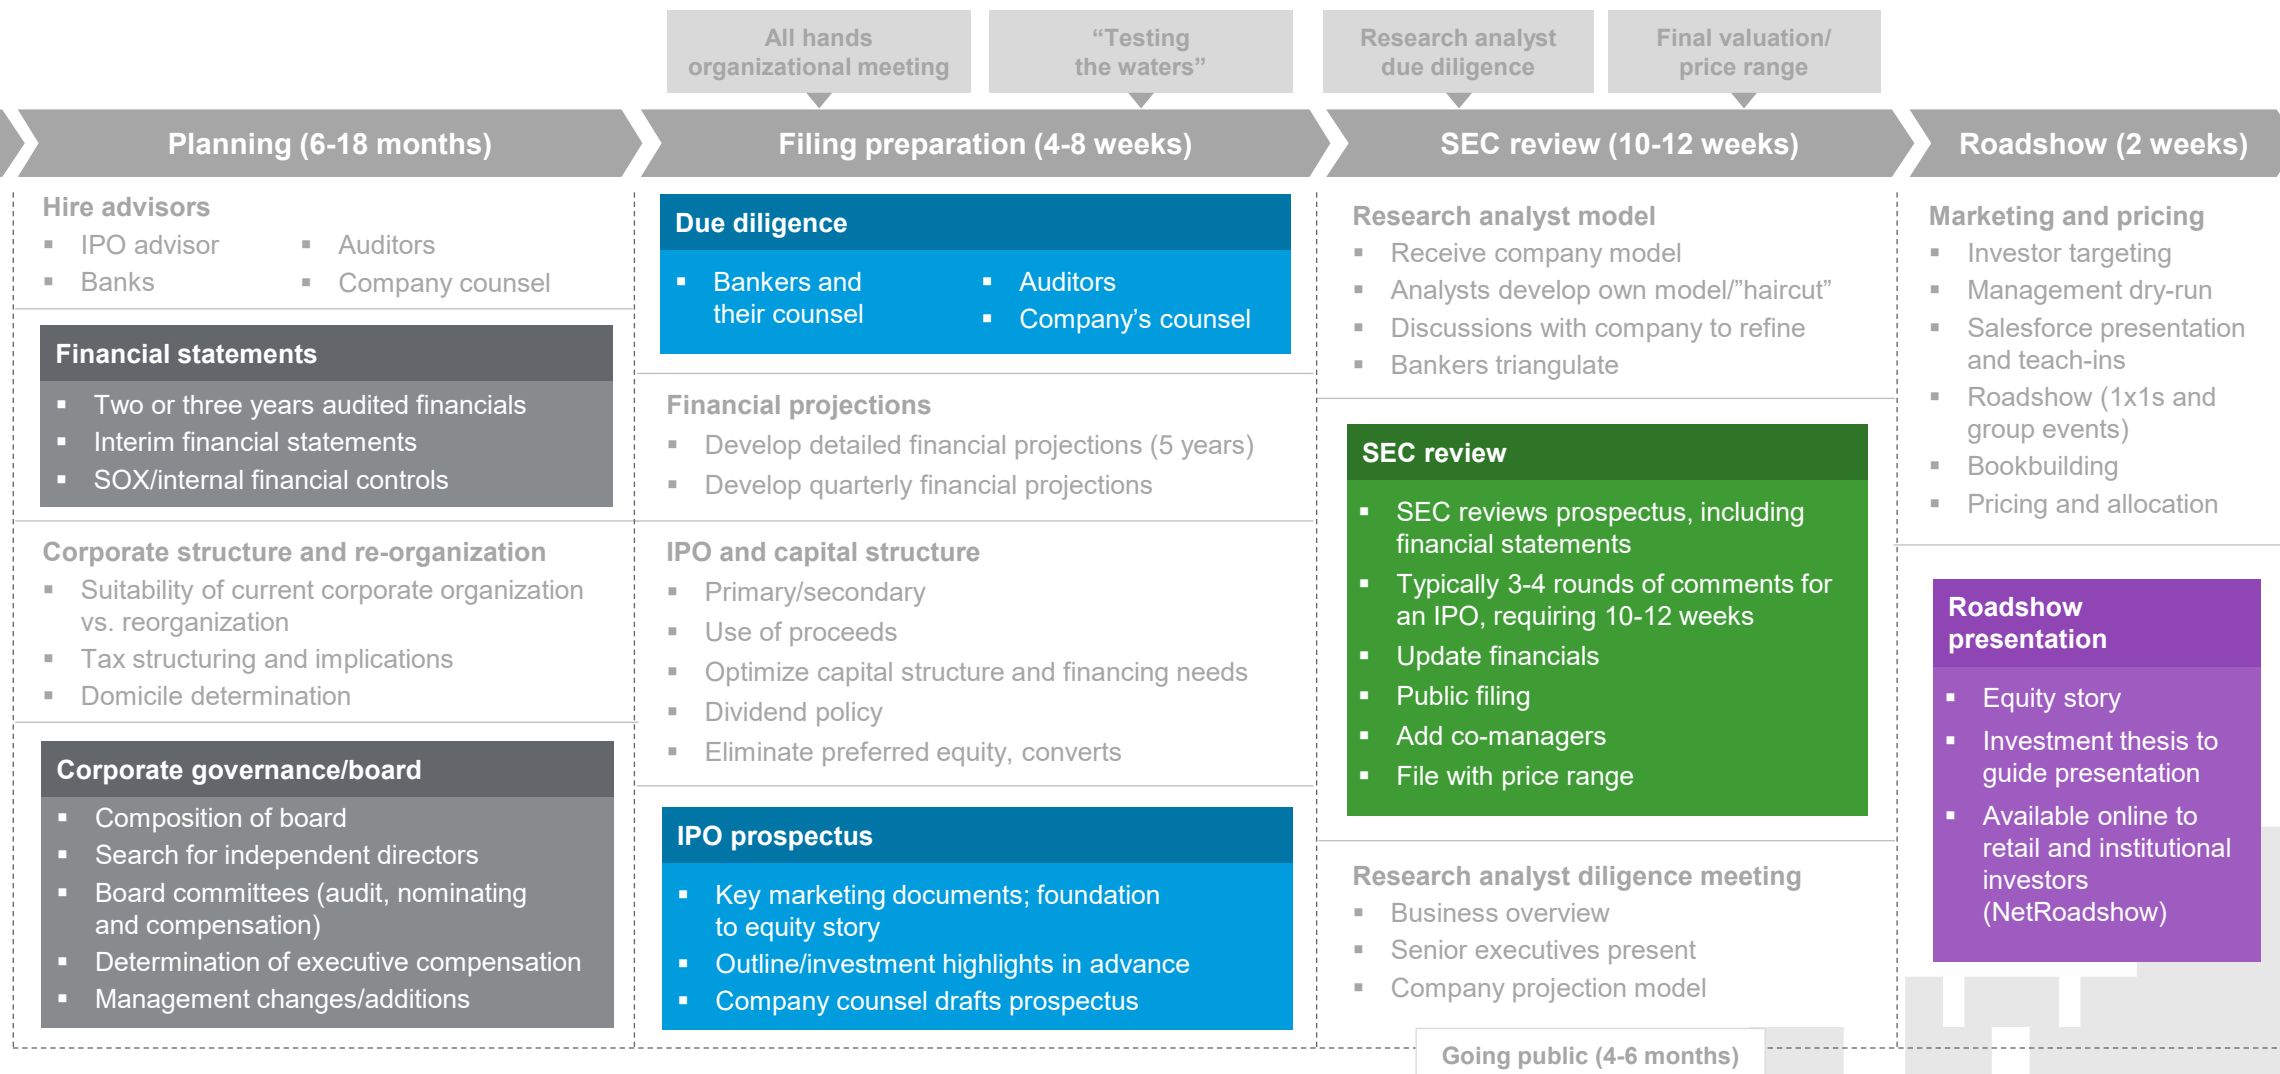 All hands
organizational meeting
“Testing
the waters”
Research analyst
due diligence
Final valuation/
price range
Planning (6-18 months)
Filing preparation (4-8 weeks)
SEC review (10-12 weeks)
Roadshow (2 weeks)
Hire advisors
▪ IPO advisor
▪ Banks
▪ Auditors
▪ Company counsel
Financial statements
▪ Two or three years audited financials
▪ Interim financial statements
▪ SOX/internal financial controls
Corporate structure and re-organization
▪ Suitability of current corporate organization
vs. reorganization
▪ Tax structuring and implications
▪ Domicile determination
Corporate governance/board
▪ Composition of board
▪ Search for independent directors
▪ Board committees (audit, nominating
and compensation)
▪ Determination of executive compensation
▪ Management changes/additions
Due diligence
▪ Bankers and
their counsel
▪ Auditors
▪ Company’s counsel
Financial projections
▪ Develop detailed financial projections (5 years)
▪ Develop quarterly financial projections
IPO and capital structure
▪ Primary/secondary
▪ Use of proceeds
▪ Optimize capital structure and financing needs
▪ Dividend policy
▪ Eliminate preferred equity, converts
IPO prospectus
▪ Key marketing documents; foundation
to equity story
▪ Outline/investment highlights in advance
▪ Company counsel drafts prospectus
Research analyst model
▪ Receive company model
▪ Analysts develop own model/”haircut”
▪ Discussions with company to refine
▪ Bankers triangulate
SEC review
▪ SEC reviews prospectus, including
financial statements
▪ Typically 3-4 rounds of comments for
an IPO, requiring 10-12 weeks
▪ Update financials
▪ Public filing
▪ Add co-managers
▪ File with price range
Research analyst diligence meeting
▪ Business overview
▪ Senior executives present
▪ Company projection model
Marketing and pricing
▪ Investor targeting
▪ Management dry-run
▪ Salesforce presentation
and teach-ins
▪ Roadshow (1x1s and
group events)
▪ Bookbuilding
▪ Pricing and allocation
Roadshow
presentation
▪ Equity story
▪ Investment thesis to
guide presentation
▪ Available online to
retail and institutional
investors
(NetRoadshow)
Going public (4-6 months)